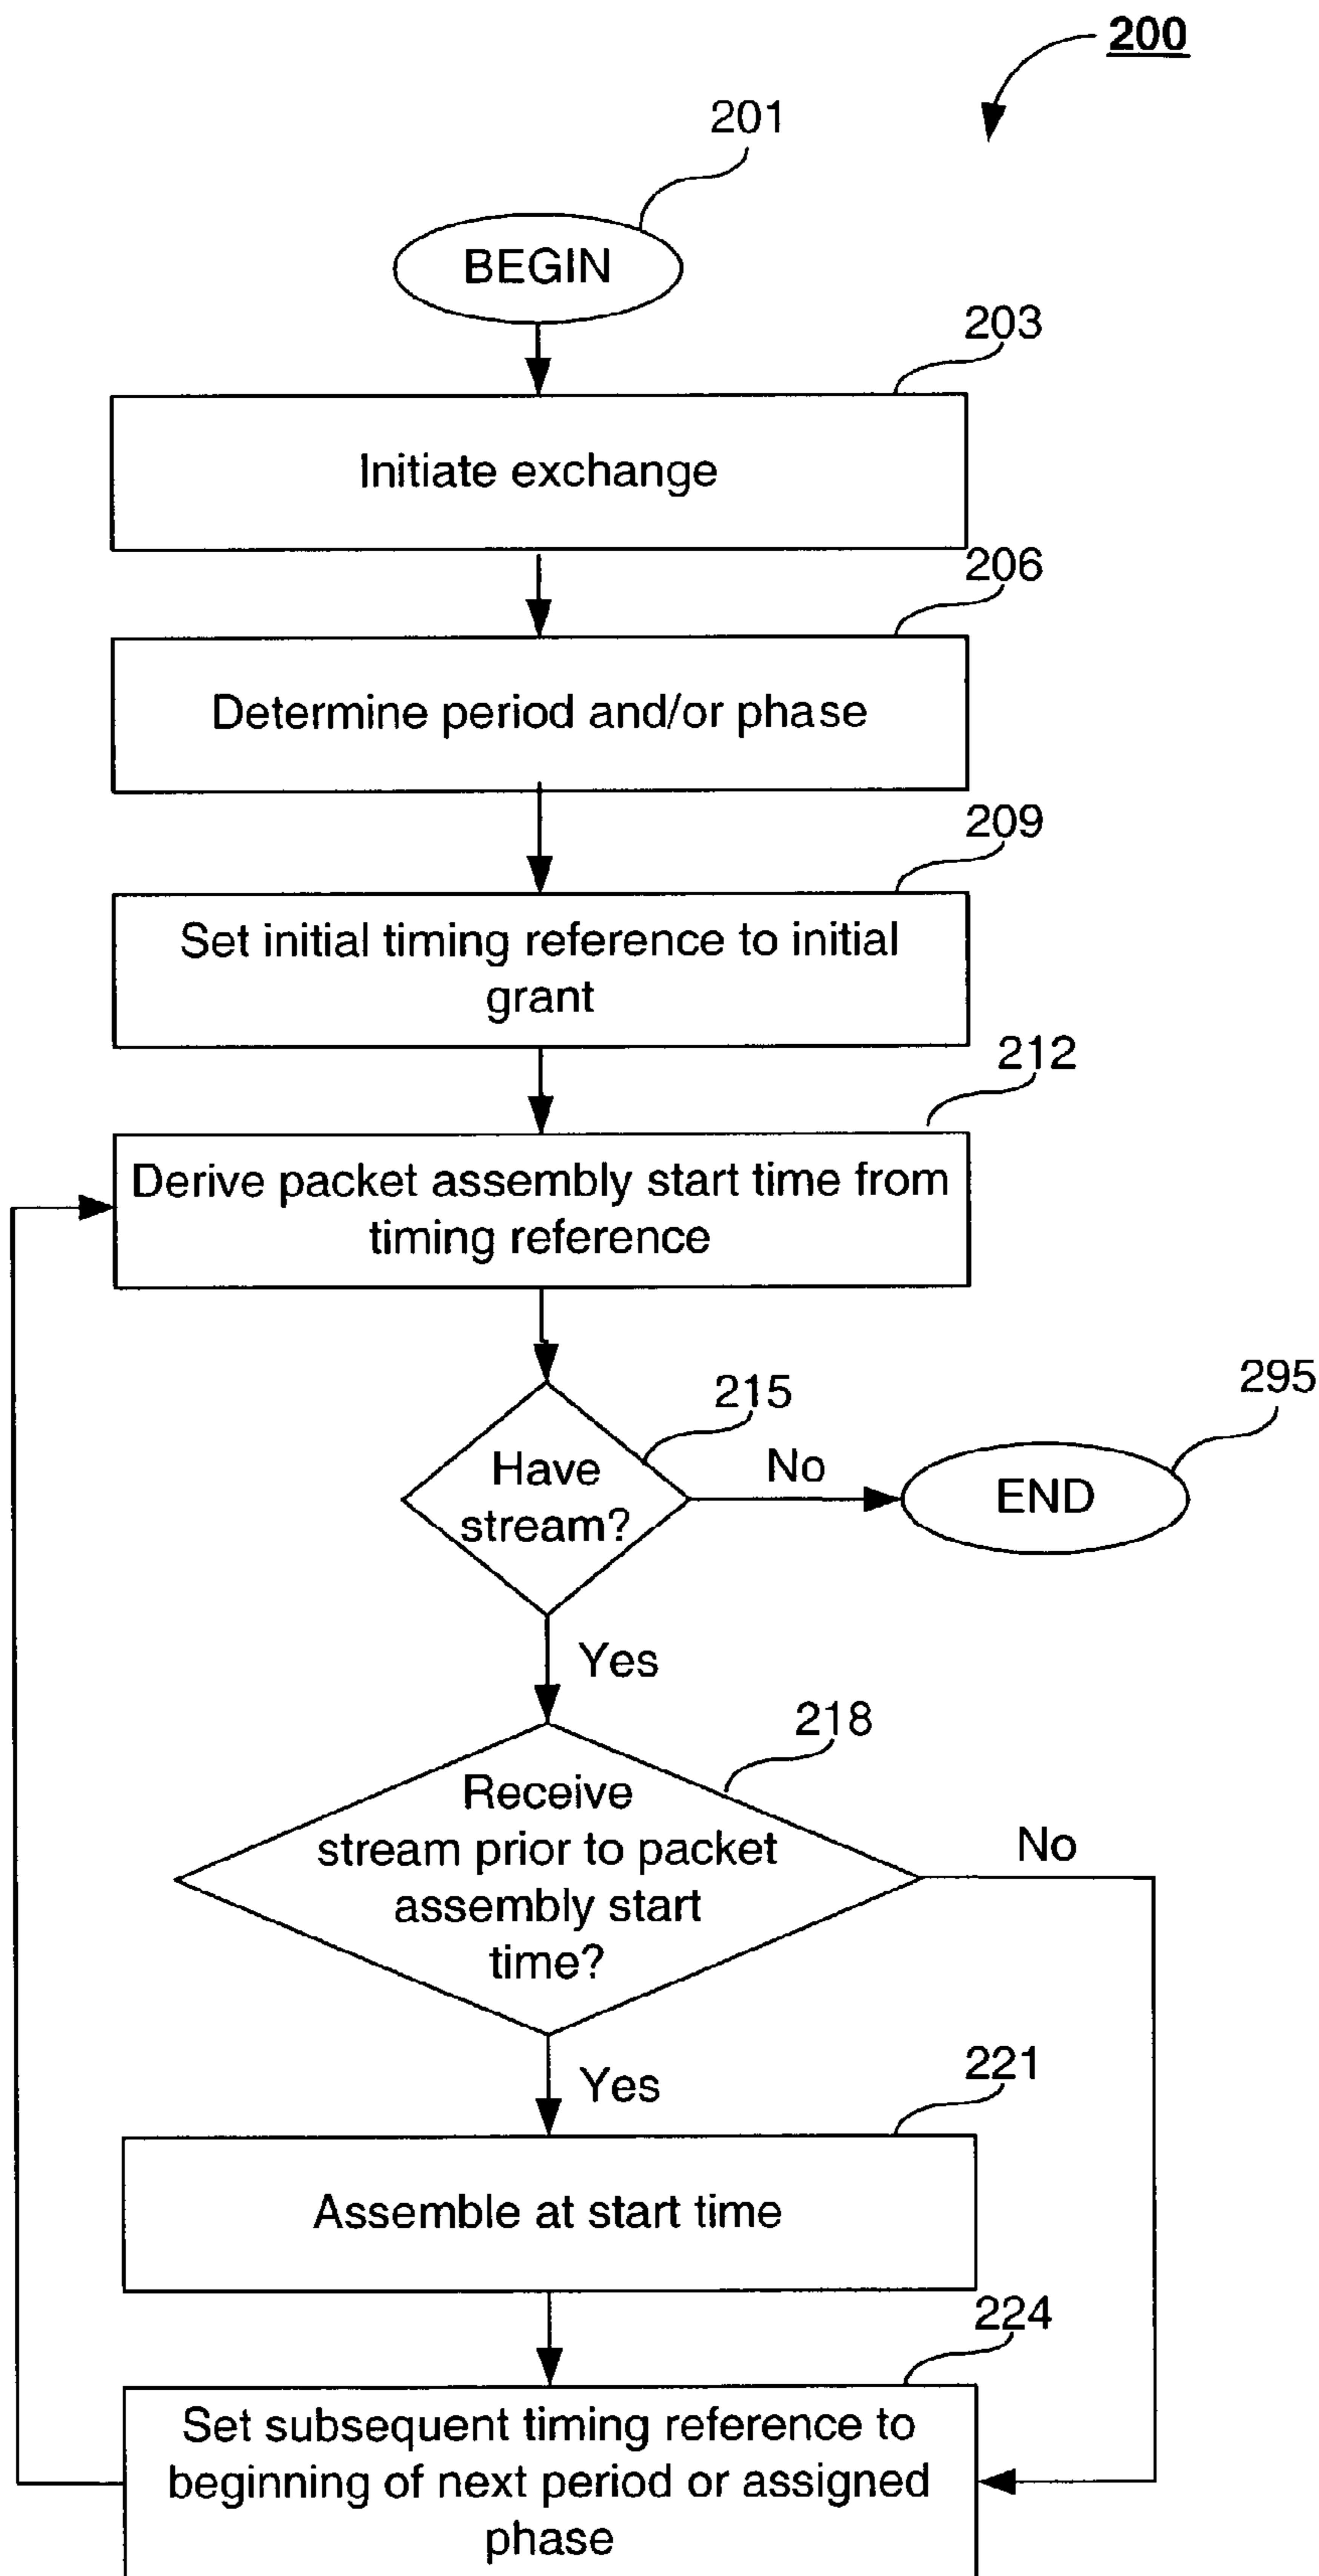 200
201
BEGIN
203
Initiate exchange
206
Determine period and/or phase
209
Set initial timing reference to initial
grant
212
Derive packet assembly start time from
timing reference
215
Have
stream?
No
295
END
Yes
218
Receive
stream prior to packet
assembly start
time?
No
Yes
221
Assemble at start time
224
Set subsequent timing reference to
beginning of next period or assigned
phase